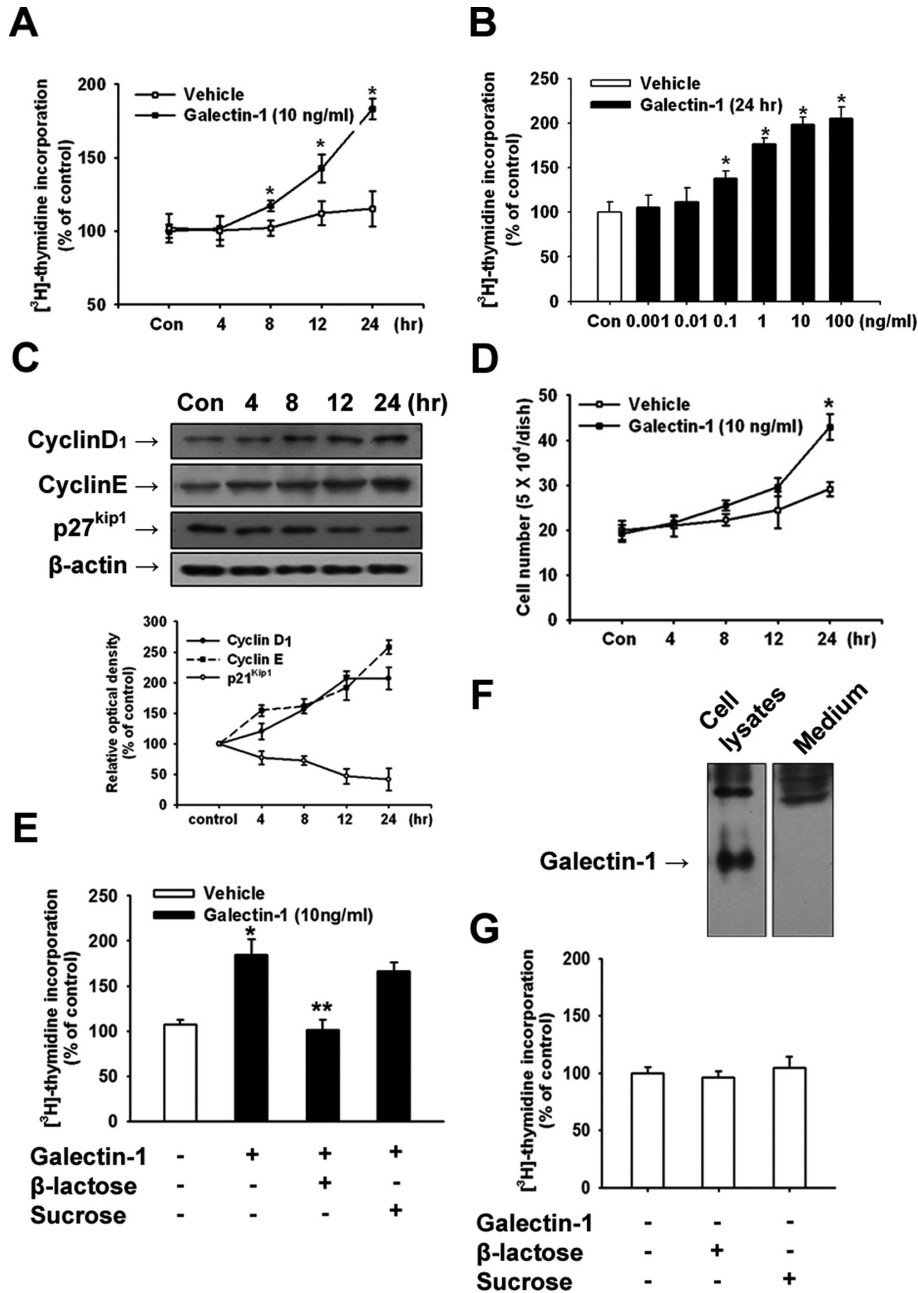 A
[³H]-thymidine incorporation
(% of control)
200
150
100
50
Vehicle
Galectin-1 (10 ng/ml)
*
*
*
Con 4 8 12 24 (hr)
B
[³H]-thymidine incorporation
(% of control)
250
200
150
100
50
0
Vehicle
Galectin-1 (24 hr)
*
*
*
*
Con 0.001 0.01 0.1 1 10 100 (ng/ml)
C
Con 4 8 12 24 (hr)
CyclinD1 →
CyclinE →
p27kip1 →
β-actin →
Relative optical density
(% of control)
300
250
200
150
100
50
0
Cyclin D1
Cyclin E
p21Kip1
control 4 8 12 24 (hr)
D
Cell number (5 X 10⁴/dish)
50
40
30
20
10
0
Vehicle
Galectin-1 (10 ng/ml)
*
Con 4 8 12 24 (hr)
E
[³H]-thymidine incorporation
(% of control)
250
200
150
100
50
0
Vehicle
Galectin-1 (10ng/ml)
*
**
Galectin-1 - + + +
β-lactose - - + -
Sucrose - - - +
F
Cell
lysates
Medium
Galectin-1 →
G
[³H]-thymidine incorporation
(% of control)
200
150
100
50
0
Galectin-1 - - -
β-lactose - + -
Sucrose - - +